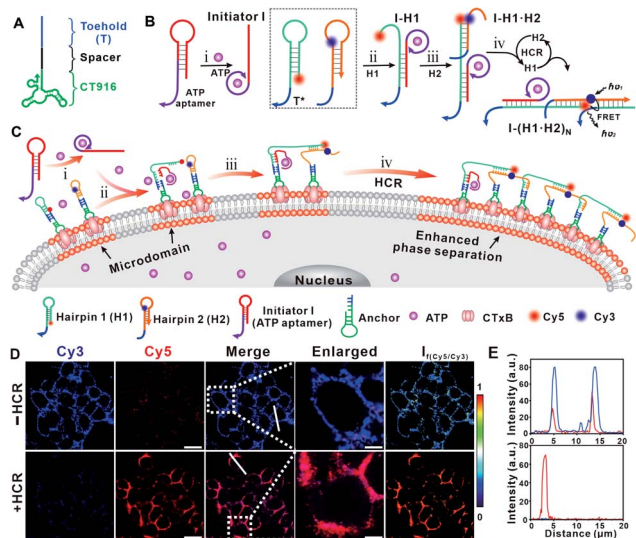 A
Toehold (T)
Spacer
CT916
B
Initiator I
i
ATP
ATP
aptamer
T*
ii
H1
I-H1
iii
H2
I-H1·H2
iv
H2
HCR
H1
ħυ₁
FRET
ħυ₂
I-(H1·H2)N
C
i
ii
iii
iv
HCR
Microdomain
Enhanced
phase separation
Nucleus
Hairpin 1 (H1)
Hairpin 2 (H2)
Initiator I
(ATP aptamer)
Anchor
ATP
CTxB
Cy5
Cy3
D
Cy3
Cy5
Merge
Enlarged
If(Cy5/Cy3)
−HCR
+HCR
1
0
E
Intensity (a.u.)
80
60
40
20
0
0 5 10 15 20
Intensity (a.u.)
80
60
40
20
0
0 5 10 15 20
Distance (μm)